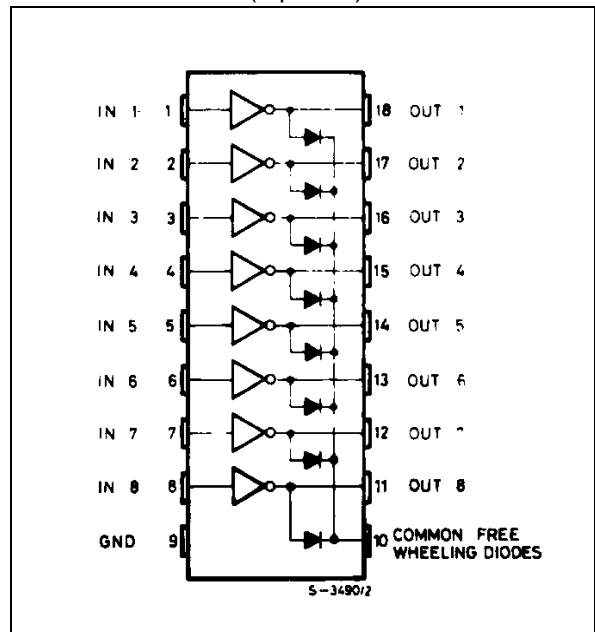 IN 1 1 18 OUT 1
IN 2 2 17 OUT 2
IN 3 3 16 OUT 3
IN 4 4 15 OUT 4
IN 5 5 14 OUT 5
IN 6 6 13 OUT 6
IN 7 7 12 OUT
IN 8 8 11 OUT 8
GND 9 10 COMMON FREE
WHEELING DIODES
S-3490/2